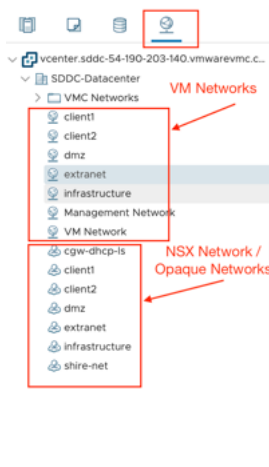 vcenter.sddc-54-190-203-140.vmwarevmc.c...
SDDC-Datacenter
VM Networks
VMC Networks
client1
client2
dmz
extranet
infrastructure
Management Network
VM Network
cgw-dhcp-ls
NSX Network /
Opaque Networks
client1
client2
dmz
extranet
infrastructure
shire-net